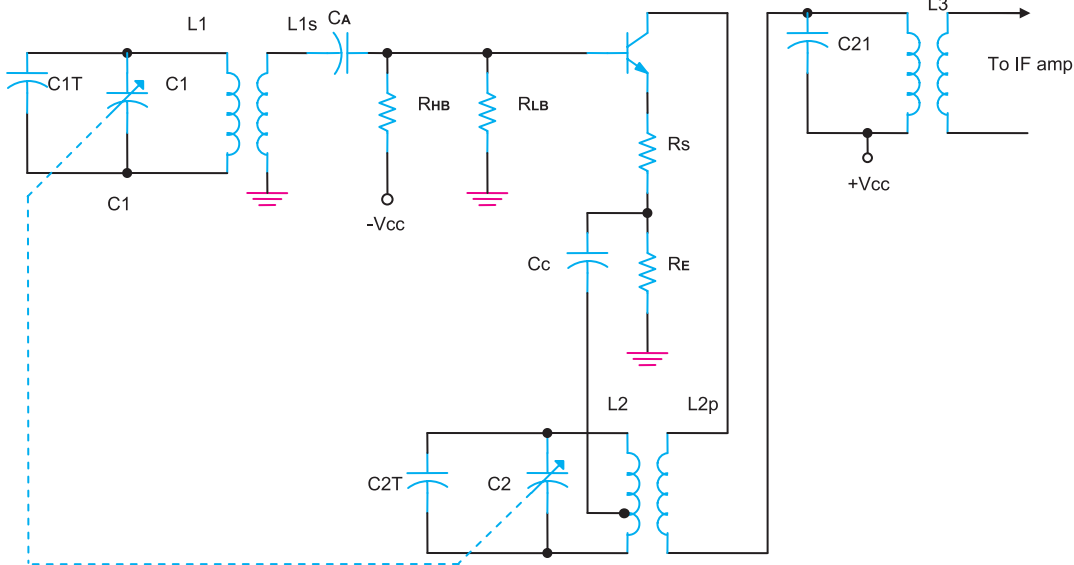 L3
L1
L1s
CA
C21
To IF amp
C1T
C1
RHB
RLB
Rs
+Vcc
C1
-Vcc
Cc
RE
L2
L2p
C2T
C2